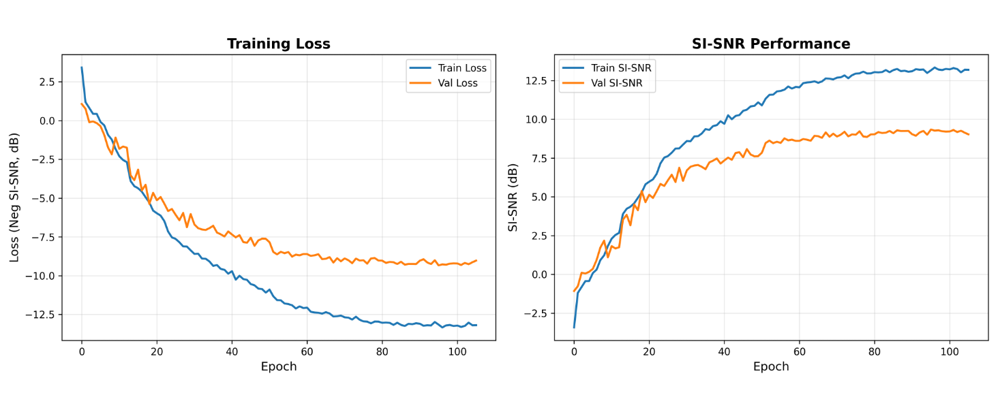 Training Loss
Loss (Neg SI-SNR, dB)
2.5
0.0
−2.5
−5.0
−7.5
−10.0
−12.5
Train Loss
Val Loss
0 20 40 60 80 100
Epoch
SI-SNR Performance
SI-SNR (dB)
12.5
10.0
7.5
5.0
2.5
0.0
−2.5
Train SI-SNR
Val SI-SNR
0 20 40 60 80 100
Epoch